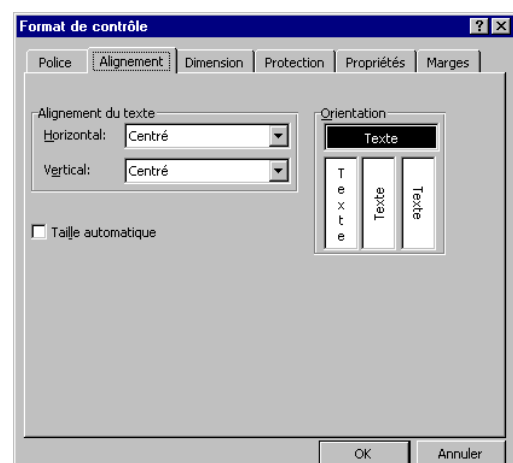 Format de contrôle
Police Alignement Dimension Protection Propriétés Marges
Alignement du texte
Horizontal: Centré
Vertical: Centré
Taille automatique
Orientation
Texte
Texte
Texte
Texte
OK Annuler